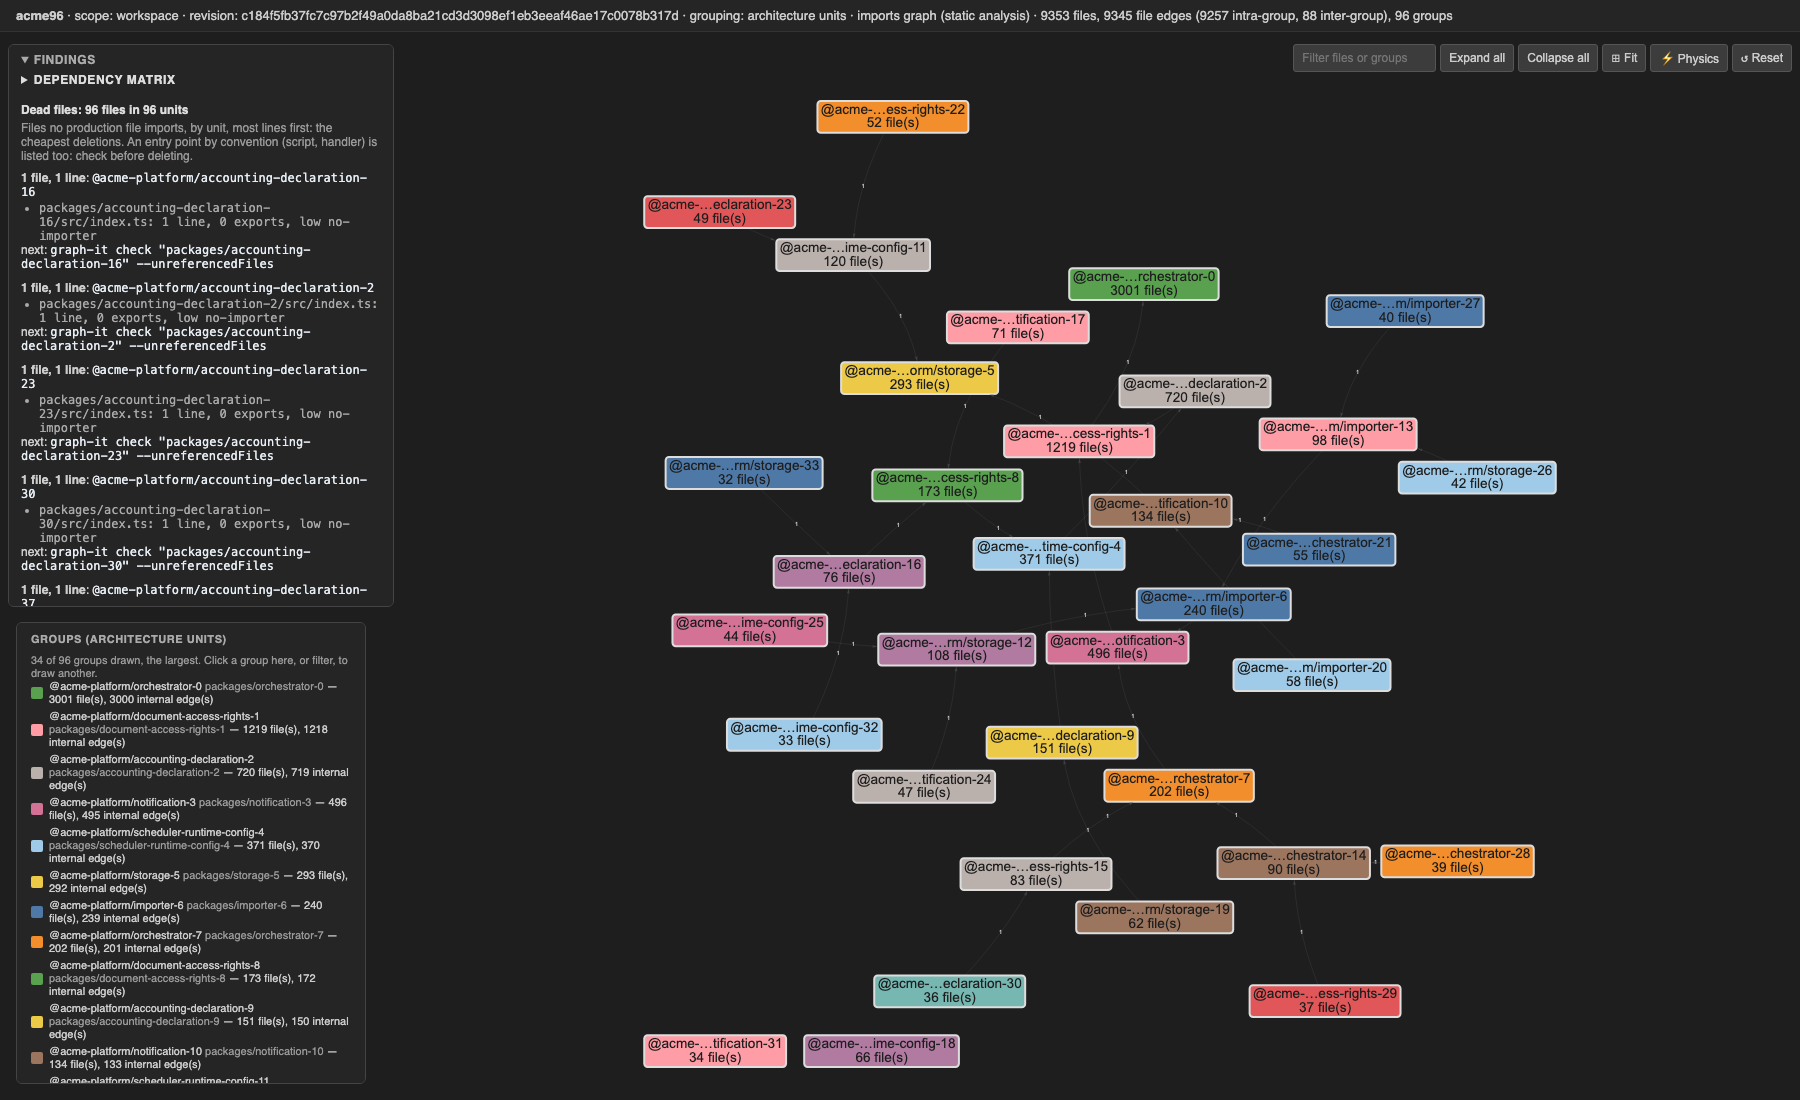 acme96 · scope: workspace · revision: c184f5fb37fc7c97b2f49a0da8ba21cd3d3098ef1eb3eeaf46ae17c0078b317d · grouping: architecture units · imports graph (static analysis) · 9353 files, 9345 file edges (9257 intra-group, 88 inter-group), 96 groups
▼ FINDINGS
▶ DEPENDENCY MATRIX
Dead files: 96 files in 96 units
Files no production file imports, by unit, most lines first: the
cheapest deletions. An entry point by convention (script, handler) is
listed too: check before deleting.
1 file, 1 line: @acme-platform/accounting-declaration-
16
• packages/accounting-declaration-
16/src/index.ts: 1 line, 0 exports, low no-
importer
next: graph-it check "packages/accounting-
declaration-16" --unreferencedFiles
1 file, 1 line: @acme-platform/accounting-declaration-2
• packages/accounting-declaration-2/src/index.ts:
1 line, 0 exports, low no-importer
next: graph-it check "packages/accounting-
declaration-2" --unreferencedFiles
1 file, 1 line: @acme-platform/accounting-declaration-
23
• packages/accounting-declaration-
23/src/index.ts: 1 line, 0 exports, low no-
importer
next: graph-it check "packages/accounting-
declaration-23" --unreferencedFiles
1 file, 1 line: @acme-platform/accounting-declaration-
30
• packages/accounting-declaration-
30/src/index.ts: 1 line, 0 exports, low no-
importer
next: graph-it check "packages/accounting-
declaration-30" --unreferencedFiles
1 file, 1 line: @acme-platform/accounting-declaration-
37
GROUPS (ARCHITECTURE UNITS)
34 of 96 groups drawn, the largest. Click a group here, or filter, to
draw another.
@acme-platform/orchestrator-0 packages/orchestrator-0 —
3001 file(s), 3000 internal edge(s)
@acme-platform/document-access-rights-1
packages/document-access-rights-1 — 1219 file(s), 1218
internal edge(s)
@acme-platform/accounting-declaration-2
packages/accounting-declaration-2 — 720 file(s), 719 internal
edge(s)
@acme-platform/notification-3 packages/notification-3 — 496
file(s), 495 internal edge(s)
@acme-platform/scheduler-runtime-config-4
packages/scheduler-runtime-config-4 — 371 file(s), 370
internal edge(s)
@acme-platform/storage-5 packages/storage-5 — 293 file(s),
292 internal edge(s)
@acme-platform/importer-6 packages/importer-6 — 240
file(s), 239 internal edge(s)
@acme-platform/orchestrator-7 packages/orchestrator-7 —
202 file(s), 201 internal edge(s)
@acme-platform/document-access-rights-8
packages/document-access-rights-8 — 173 file(s), 172
internal edge(s)
@acme-platform/accounting-declaration-9
packages/accounting-declaration-9 — 151 file(s), 150 internal
edge(s)
@acme-platform/notification-10 packages/notification-10 —
134 file(s), 133 internal edge(s)
@acme-platform/scheduler-runtime-config-11
Filter files or groups
Expand all
Collapse all
⊞ Fit
⚡ Physics
↺ Reset
@acme-…ess-rights-22
52 file(s)
1
@acme-…eclaration-23
49 file(s)
@acme-…ime-config-11
120 file(s)
@acme-…rchestrator-0
3001 file(s)
@acme-…m/importer-27
40 file(s)
1
@acme-…tification-17
71 file(s)
1
1
@acme-…orm/storage-5
293 file(s)
@acme-…declaration-2
720 file(s)
1
1
@acme-…cess-rights-1
1219 file(s)
@acme-…m/importer-13
98 file(s)
@acme-…rm/storage-33
32 file(s)
@acme-…cess-rights-8
173 file(s)
1
@acme-…rm/storage-26
42 file(s)
@acme-…tification-10
134 file(s)
1
1
1
1
1
@acme-…time-config-4
371 file(s)
@acme-…chestrator-21
55 file(s)
@acme-…eclaration-16
76 file(s)
@acme-…rm/importer-6
240 file(s)
1
@acme-…ime-config-25
44 file(s)
1
1
@acme-…rm/storage-12
108 file(s)
@acme-…otification-3
496 file(s)
@acme-…m/importer-20
58 file(s)
1
1
@acme-…ime-config-32
33 file(s)
@acme-…declaration-9
151 file(s)
@acme-…tification-24
47 file(s)
@acme-…rchestrator-7
202 file(s)
1
1
1
@acme-…ess-rights-15
83 file(s)
@acme-…chestrator-14
90 file(s)
1
@acme-…chestrator-28
39 file(s)
@acme-…rm/storage-19
62 file(s)
1
1
@acme-…eclaration-30
36 file(s)
@acme-…ess-rights-29
37 file(s)
@acme-…tification-31
34 file(s)
@acme-…ime-config-18
66 file(s)